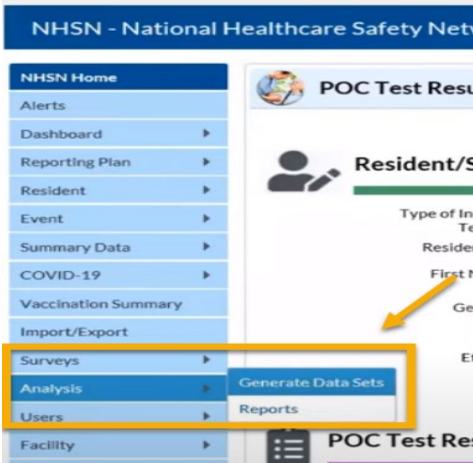 NHSN - National Healthcare Safety Net
NHSN Home
Alerts
Dashboard
Reporting Plan
Resident
Event
Summary Data
COVID-19
Vaccination Summary
Import/Export
Surveys
Analysis
Users
Facility
Generate Data Sets
Reports
POC Test Resu
Resident/S
Type of In
Te
Reside
First N
Ge
Et
POC Test Res